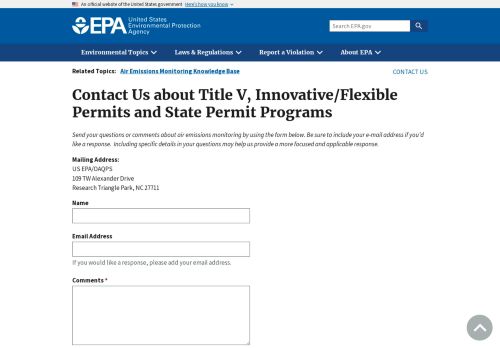 An official website of the United States government Here's how you know
EPA United States
Environmental Protection
Agency
Search EPA.gov
Environmental Topics Laws & Regulations Report a Violation About EPA
Related Topics: Air Emissions Monitoring Knowledge Base CONTACT US
Contact Us about Title V, Innovative/Flexible
Permits and State Permit Programs
Send your questions or comments about air emissions monitoring using the form below. Be sure to include your e-mail address if you'd
like a response. Including specific details in your questions may help us provide a more focused and applicable response.
Mailing Address:
US EPA/OAQPS
109 TW Alexander Drive
Research Triangle Park, NC 27711
Name
Email Address
If you would like a response, please add your email address.
Comments *